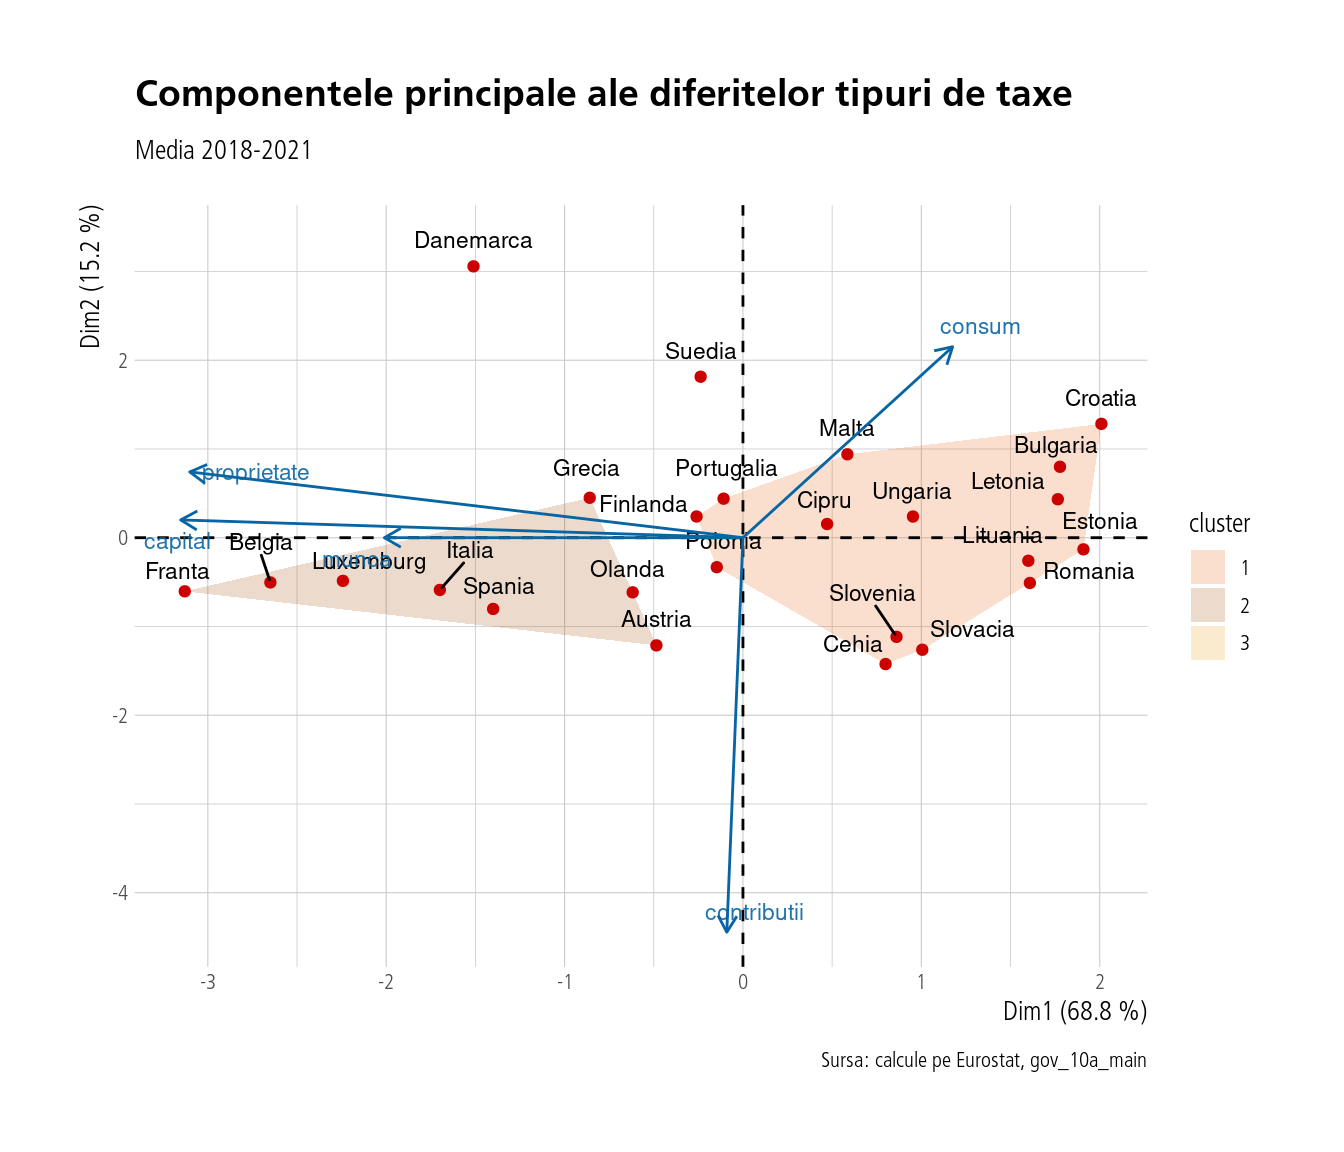 Componentele principale ale diferitelor tipuri de taxe
Media 2018-2021
Dim2 (15.2 %)
Danemarca
consum
Suedia
2
Croatia
Malta
Bulgaria
proprietate
Grecia
Portugalia
Letonia
Finlanda
Cipru
Ungaria
Estonia
cluster
0
capital
Belgia
munca
Luxemburg
Italia
Polonia
Lituania
Franta
Spania
Olanda
Romania
1
Slovenia
2
Austria
Slovacia
Cehia
3
-2
-4
contributii
-3
-2
-1
0
1
2
Dim1 (68.8 %)
Sursa: calcule pe Eurostat, gov_10a_main